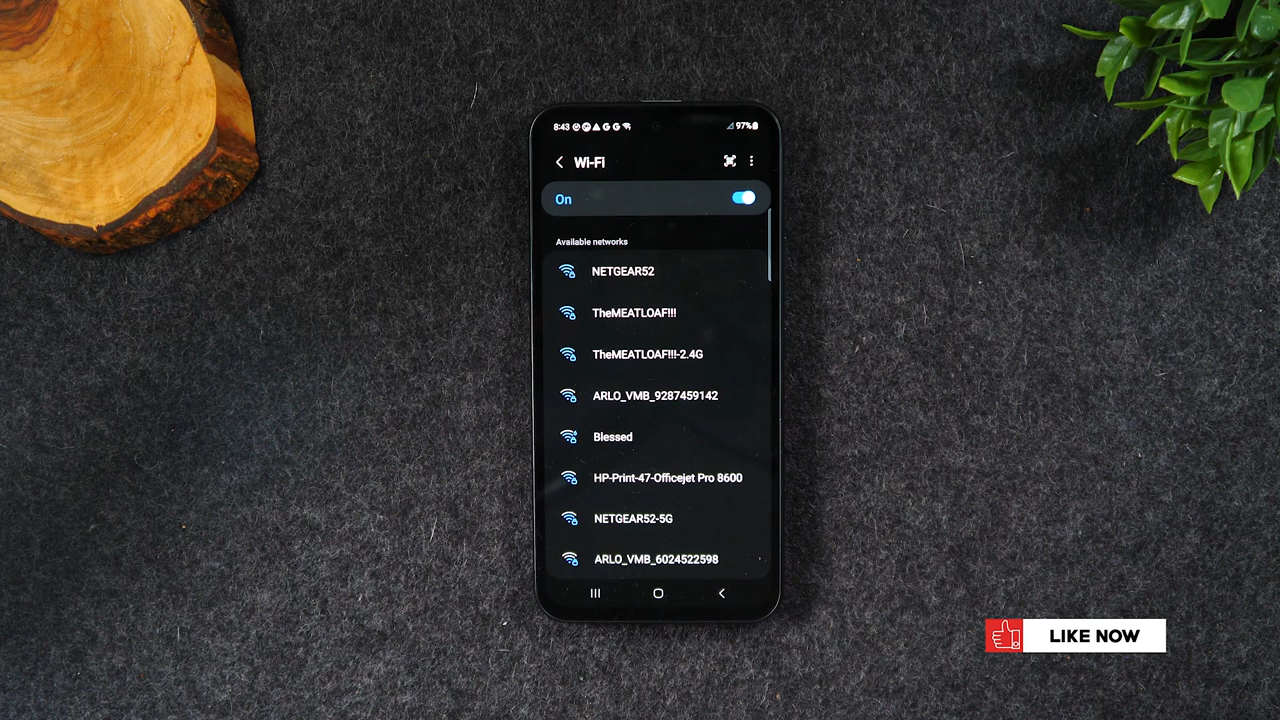 8:43
97%
Wi-Fi
On
Available networks
NETGEAR52
TheMEATLOAF!!!
TheMEATLOAF!!!-2.4G
ARLO_VMB_9287459142
Blessed
HP-Print-47-Officejet Pro 8600
NETGEAR52-5G
ARLO_VMB_6024522598
LIKE NOW